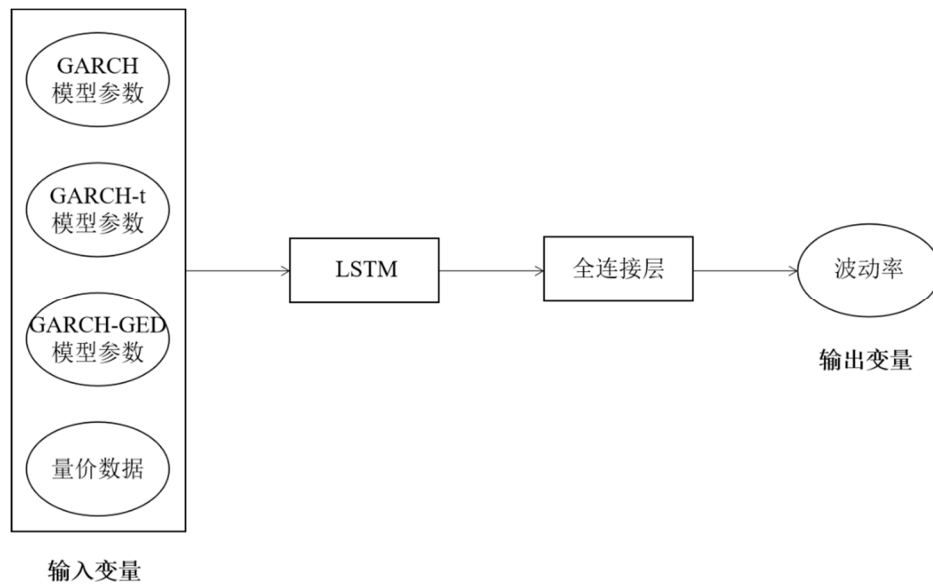 GARCH
模型参数
GARCH-t
模型参数
GARCH-GED
模型参数
量价数据
输入变量
LSTM
全连接层
波动率
输出变量